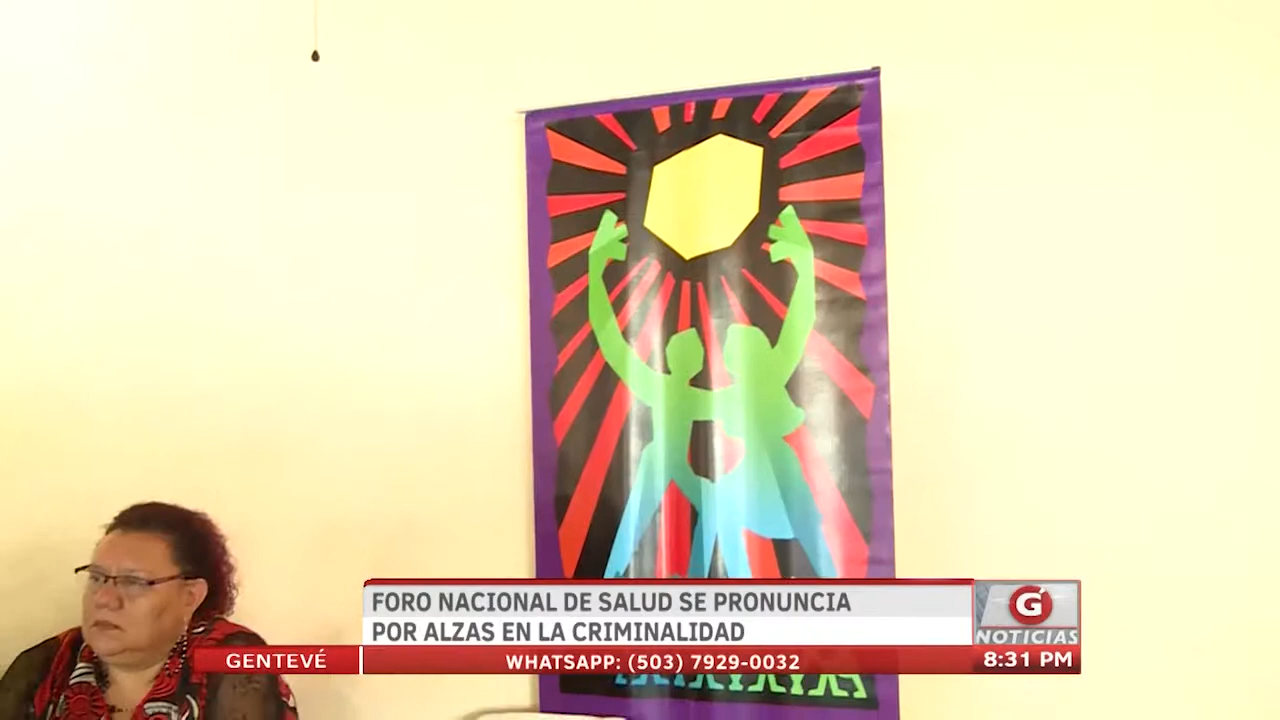 FORO NACIONAL DE SALUD SE PRONUNCIA
POR ALZAS EN LA CRIMINALIDAD
G
NOTICIAS
GENTEVÉ
WHATSAPP: (503) 7929-0032
8:31 PM